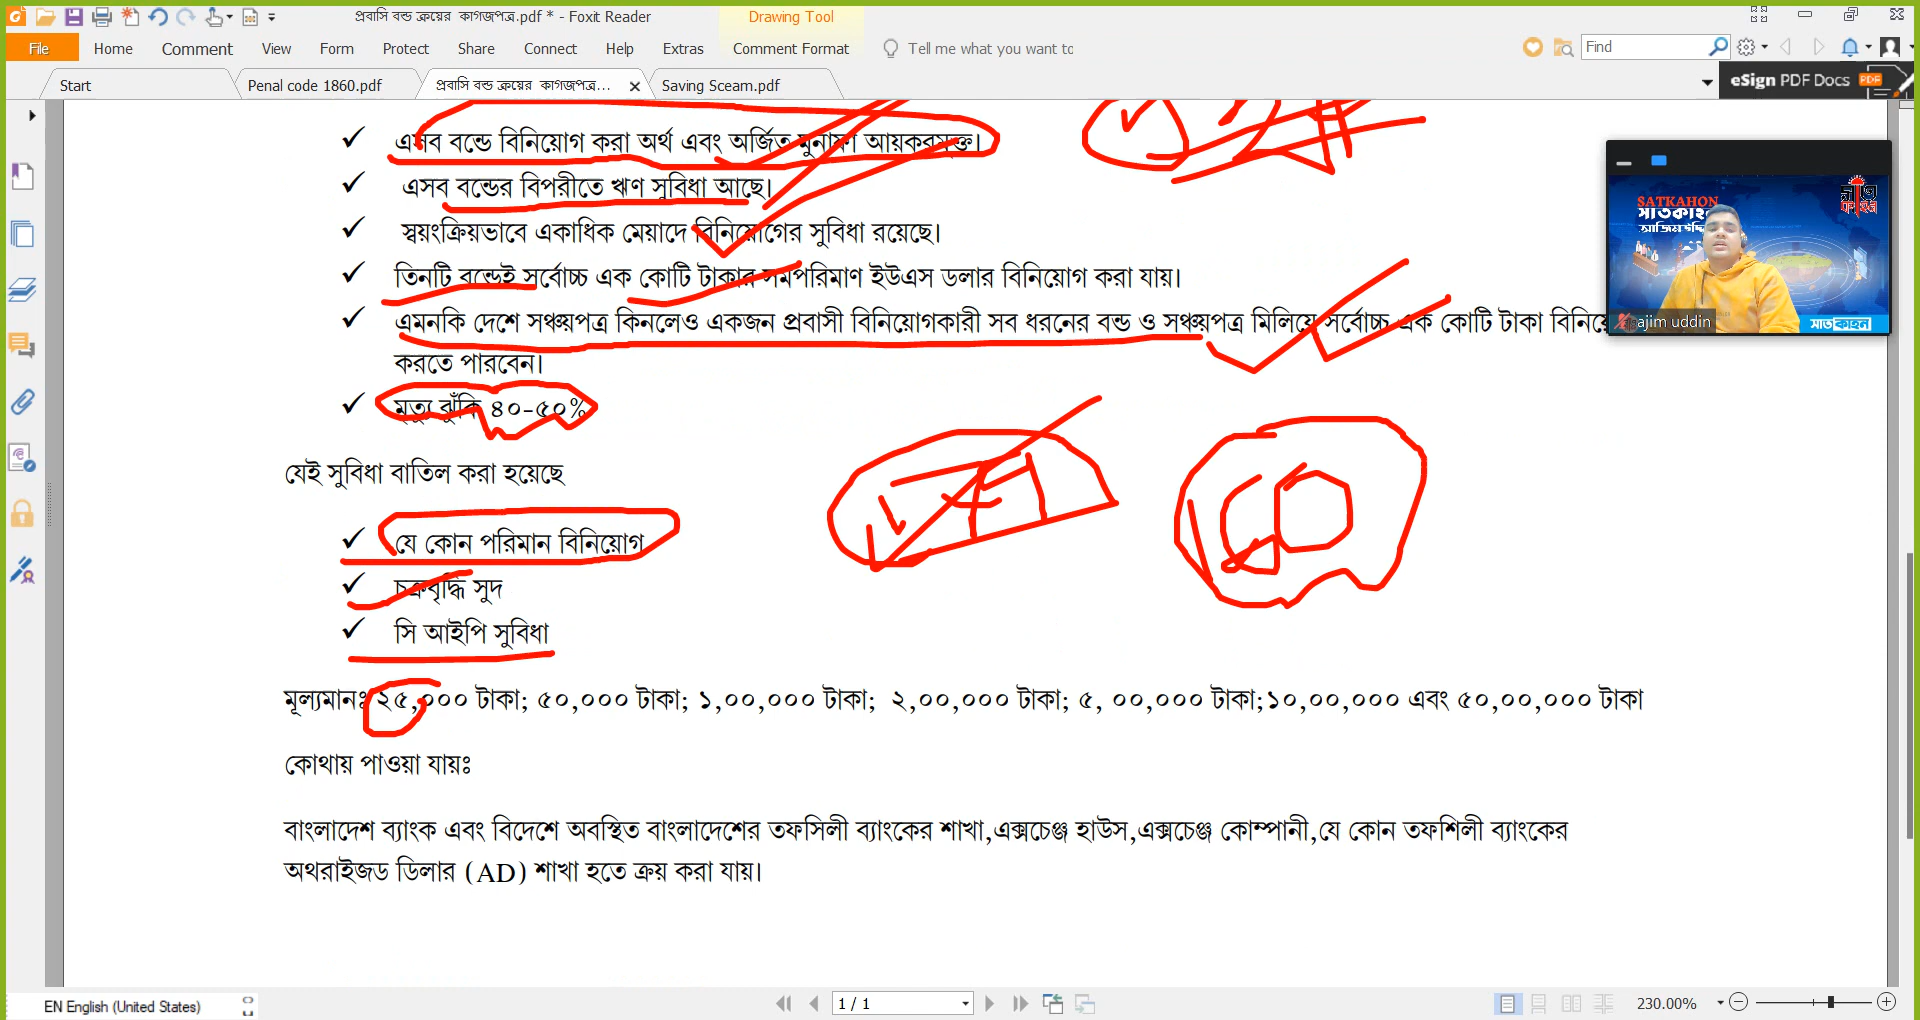 প্রবাসি বন্ড ক্রয়ের কাগজপত্র.pdf * - Foxit Reader
Drawing Tool
File Home Comment View Form Protect Share Connect Help Extras Comment Format Tell me what you want to Find
Start Penal code 1860.pdf প্রবাসি বন্ড ক্রয়ের কাগজপত্র... Saving Sceam.pdf
eSign PDF Docs
এসব বন্ডে বিনিয়োগ করা অর্থ এবং অর্জিত মুনাফা আয়করমুক্ত।
এসব বন্ডের বিপরীতে ঋণ সুবিধা আছে।
স্বয়ংক্রিয়ভাবে একাধিক মেয়াদে বিনিয়োগের সুবিধা রয়েছে।
তিনটি বন্ডেই সর্বোচ্চ এক কোটি টাকার সমপরিমাণ ইউএস ডলার বিনিয়োগ করা যায়।
এমনকি দেশে সঞ্চয়পত্র কিনলেও একজন প্রবাসী বিনিয়োগকারী সব ধরনের বন্ড ও সঞ্চয়পত্র মিলিয়ে সর্বোচ্চ এক কোটি টাকা
করতে পারবেন।
মৃত্যু ঝুঁকি ৪০-৫০%
যেই সুবিধা বাতিল করা হয়েছে
যে কোন পরিমান বিনিয়োগ
চক্রবৃদ্ধি সুদ
সি আইপি সুবিধা
মূল্যমানঃ ২৫,০০০ টাকা; ৫০,০০০ টাকা; ১,০০,০০০ টাকা; ২,০০,০০০ টাকা; ৫, ০০,০০০ টাকা;১০,০০,০০০ এবং ৫০,০০,০০০ টাকা
কোথায় পাওয়া যায়ঃ
বাংলাদেশ ব্যাংক এবং বিদেশে অবস্থিত বাংলাদেশের তফসিলী ব্যাংকের শাখা,এক্সচেঞ্জ হাউস,এক্সচেঞ্জ কোম্পানী,যে কোন তফশিলী ব্যাংকের
অথরাইজড ডিলার (AD) শাখা হতে ক্রয় করা যায়।
SATKAHON
সাতকাহন
ajim uddin
সাতকাহন
EN English (United States)
1 / 1
230.00%